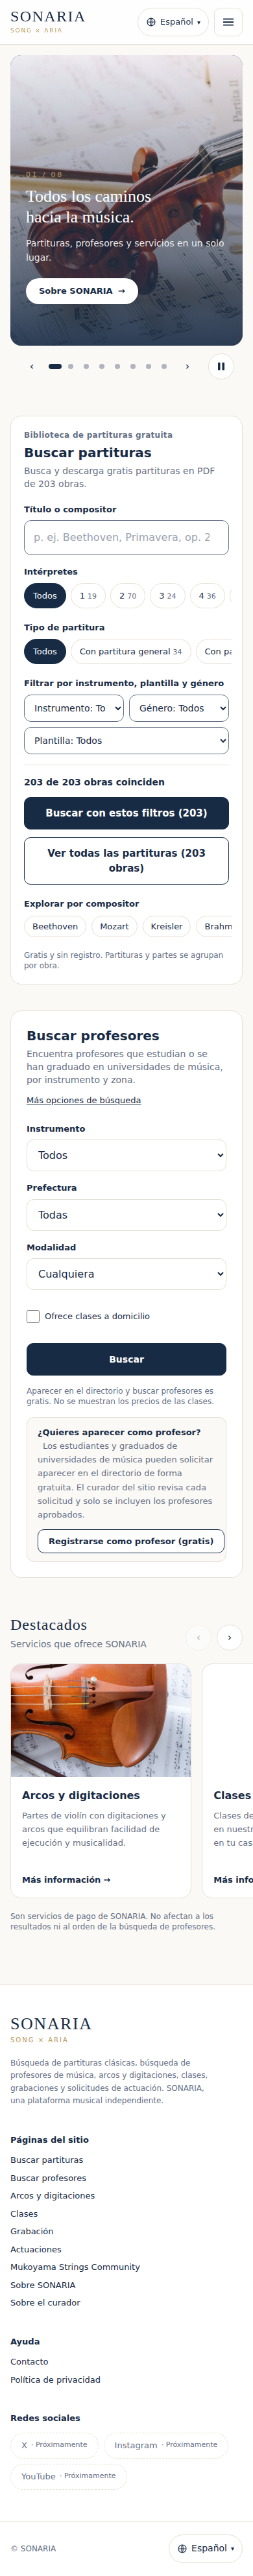 SONARIA
SONG × ARIA
Español ▾
01 / 08
Todos los caminos
hacia la música.
Partituras, profesores y servicios en un solo
lugar.
Sobre SONARIA →
‹
›
Biblioteca de partituras gratuita
Buscar partituras
Busca y descarga gratis partituras en PDF
de 203 obras.
Título o compositor
p. ej. Beethoven, Primavera, op. 2
Intérpretes
Todos
1 19
2 70
3 24
4 36
Tipo de partitura
Todos
Con partitura general 34
Con pa
Filtrar por instrumento, plantilla y género
Instrumento: To
Género: Todos
Plantilla: Todos
203 de 203 obras coinciden
Buscar con estos filtros (203)
Ver todas las partituras (203
obras)
Explorar por compositor
Beethoven
Mozart
Kreisler
Brahm
Gratis y sin registro. Partituras y partes se agrupan
por obra.
Buscar profesores
Encuentra profesores que estudian o se
han graduado en universidades de música,
por instrumento y zona.
Más opciones de búsqueda
Instrumento
Todos
Prefectura
Todas
Modalidad
Cualquiera
Ofrece clases a domicilio
Buscar
Aparecer en el directorio y buscar profesores es
gratis. No se muestran los precios de las clases.
¿Quieres aparecer como profesor?
Los estudiantes y graduados de
universidades de música pueden solicitar
aparecer en el directorio de forma
gratuita. El curador del sitio revisa cada
solicitud y solo se incluyen los profesores
aprobados.
Registrarse como profesor (gratis)
Destacados
Servicios que ofrece SONARIA
‹
›
Arcos y digitaciones
Partes de violín con digitaciones y
arcos que equilibran facilidad de
ejecución y musicalidad.
Más información →
Clases
Clases de
en nuestr
en tu cas
Más info
Son servicios de pago de SONARIA. No afectan a los
resultados ni al orden de la búsqueda de profesores.
SONARIA
SONG × ARIA
Búsqueda de partituras clásicas, búsqueda de
profesores de música, arcos y digitaciones, clases,
grabaciones y solicitudes de actuación. SONARIA,
una plataforma musical independiente.
Páginas del sitio
Buscar partituras
Buscar profesores
Arcos y digitaciones
Clases
Grabación
Actuaciones
Mukoyama Strings Community
Sobre SONARIA
Sobre el curador
Ayuda
Contacto
Política de privacidad
Redes sociales
X · Próximamente
Instagram · Próximamente
YouTube · Próximamente
© SONARIA
Español ▾